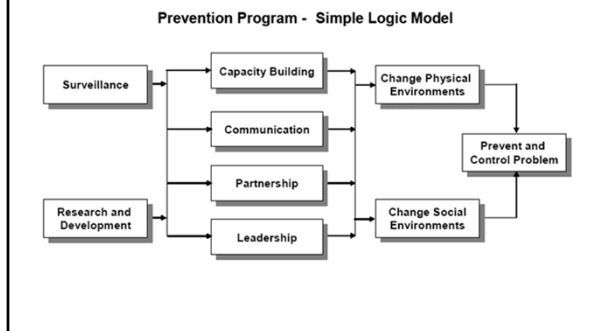 Prevention Program - Simple Logic Model
Surveillance
Research and
Development
Capacity Building
Communication
Partnership
Leadership
Change Physical
Environments
Change Social
Environments
Prevent and
Control Problem